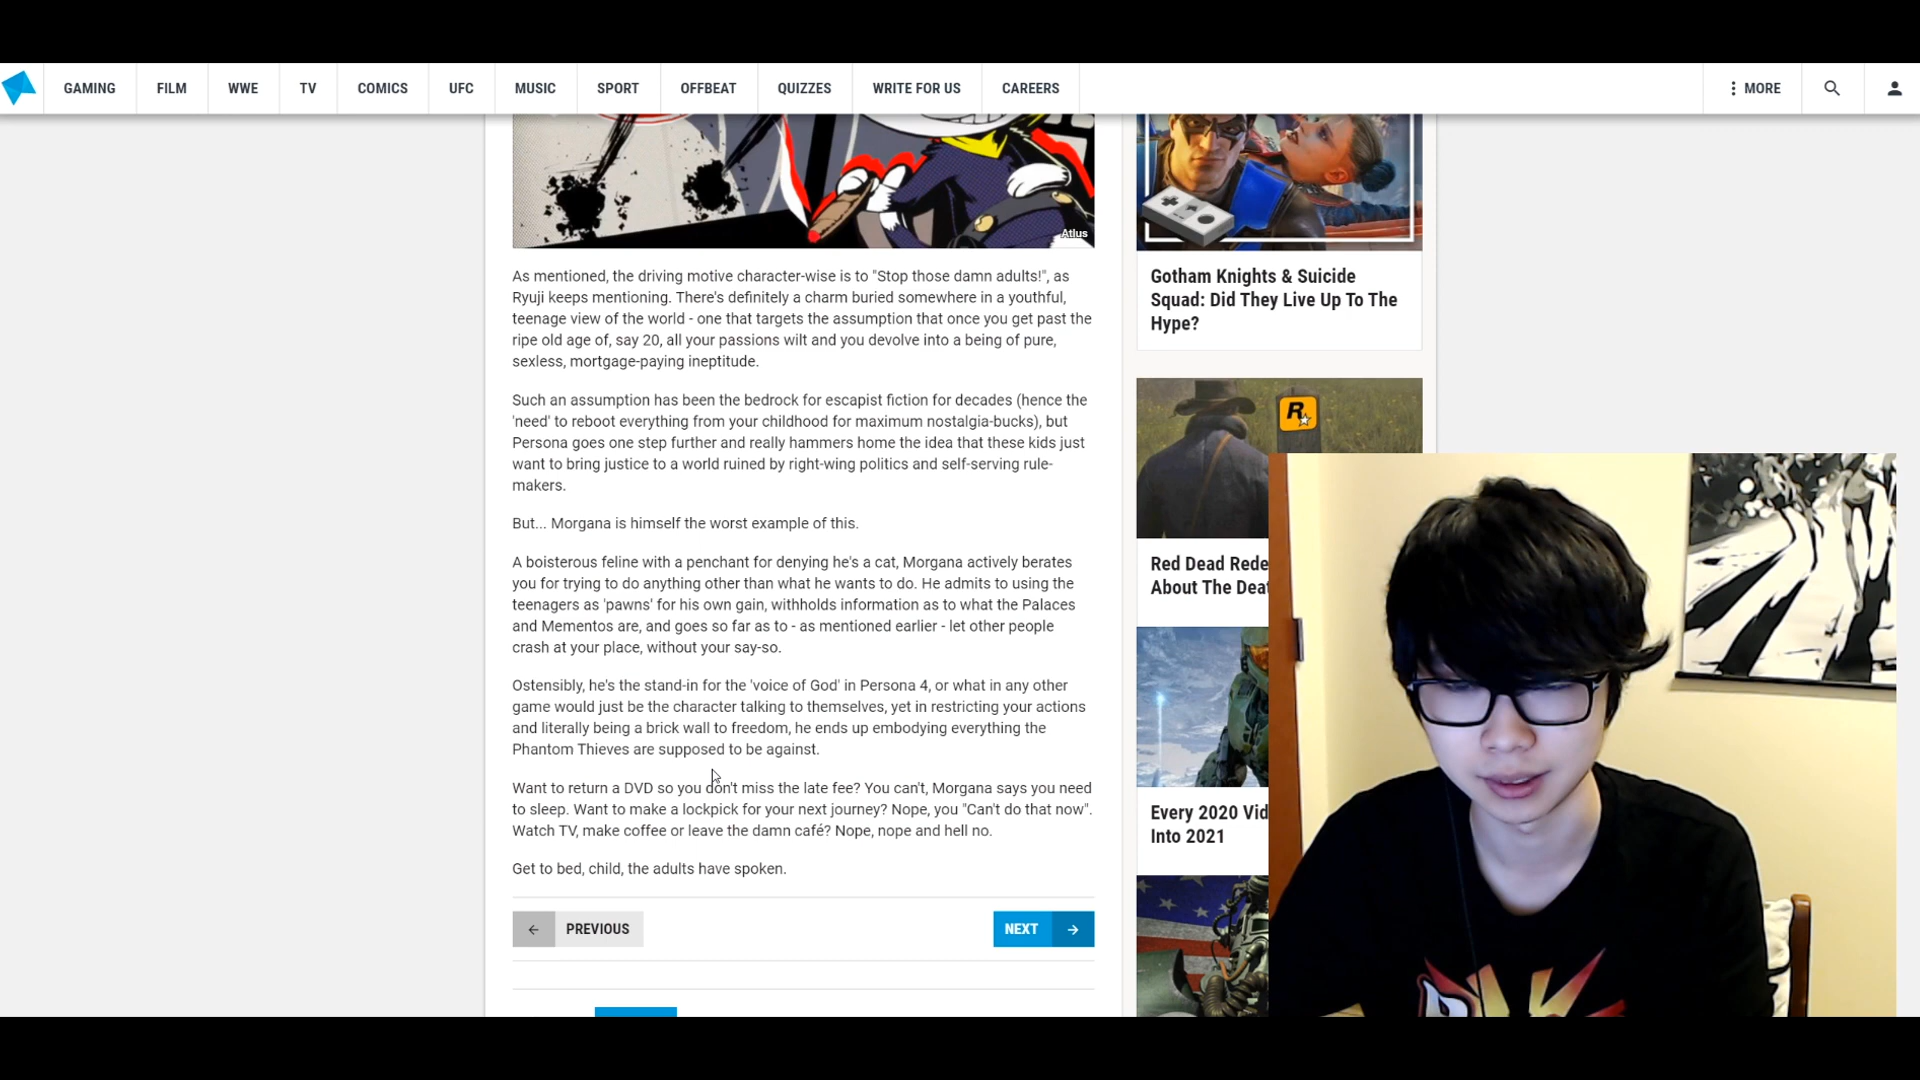 GAMING FILM WWE TV COMICS UFC MUSIC SPORT OFFBEAT QUIZZES WRITE FOR US CAREERS MORE
Atlus
As mentioned, the driving motive character-wise is to "Stop those damn adults!", as
Ryuji keeps mentioning. There's definitely a charm buried somewhere in a youthful,
teenage view of the world - one that targets the assumption that once you get past the
ripe old age of, say 20, all your passions wilt and you devolve into a being of pure,
sexless, mortgage-paying ineptitude.
Such an assumption has been the bedrock for escapist fiction for decades (hence the
'need' to reboot everything from your childhood for maximum nostalgia-bucks), but
Persona goes one step further and really hammers home the idea that these kids just
want to bring justice to a world ruined by right-wing politics and self-serving rule-
makers.
But... Morgana is himself the worst example of this.
A boisterous feline with a penchant for denying he's a cat, Morgana actively berates
you for trying to do anything other than what he wants to do. He admits to using the
teenagers as 'pawns' for his own gain, withholds information as to what the Palaces
and Mementos are, and goes so far as to - as mentioned earlier - let other people
crash at your place, without your say-so.
Ostensibly, he's the stand-in for the 'voice of God' in Persona 4, or what in any other
game would just be the character talking to themselves, yet in restricting your actions
and literally being a brick wall to freedom, he ends up embodying everything the
Phantom Thieves are supposed to be against.
Want to return a DVD so you don't miss the late fee? You can't, Morgana says you need
to sleep. Want to make a lockpick for your next journey? Nope, you "Can't do that now".
Watch TV, make coffee or leave the damn café? Nope, nope and hell no.
Get to bed, child, the adults have spoken.
PREVIOUS
NEXT
Gotham Knights & Suicide
Squad: Did They Live Up To The
Hype?
R
Red Dead Rede
About The Deat
Every 2020 Vid
Into 2021